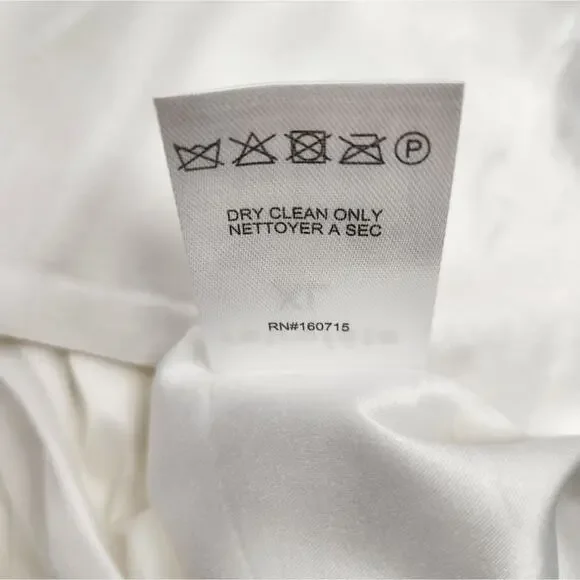 P
DRY CLEAN ONLY
NETTOYER A SEC
RN#160715